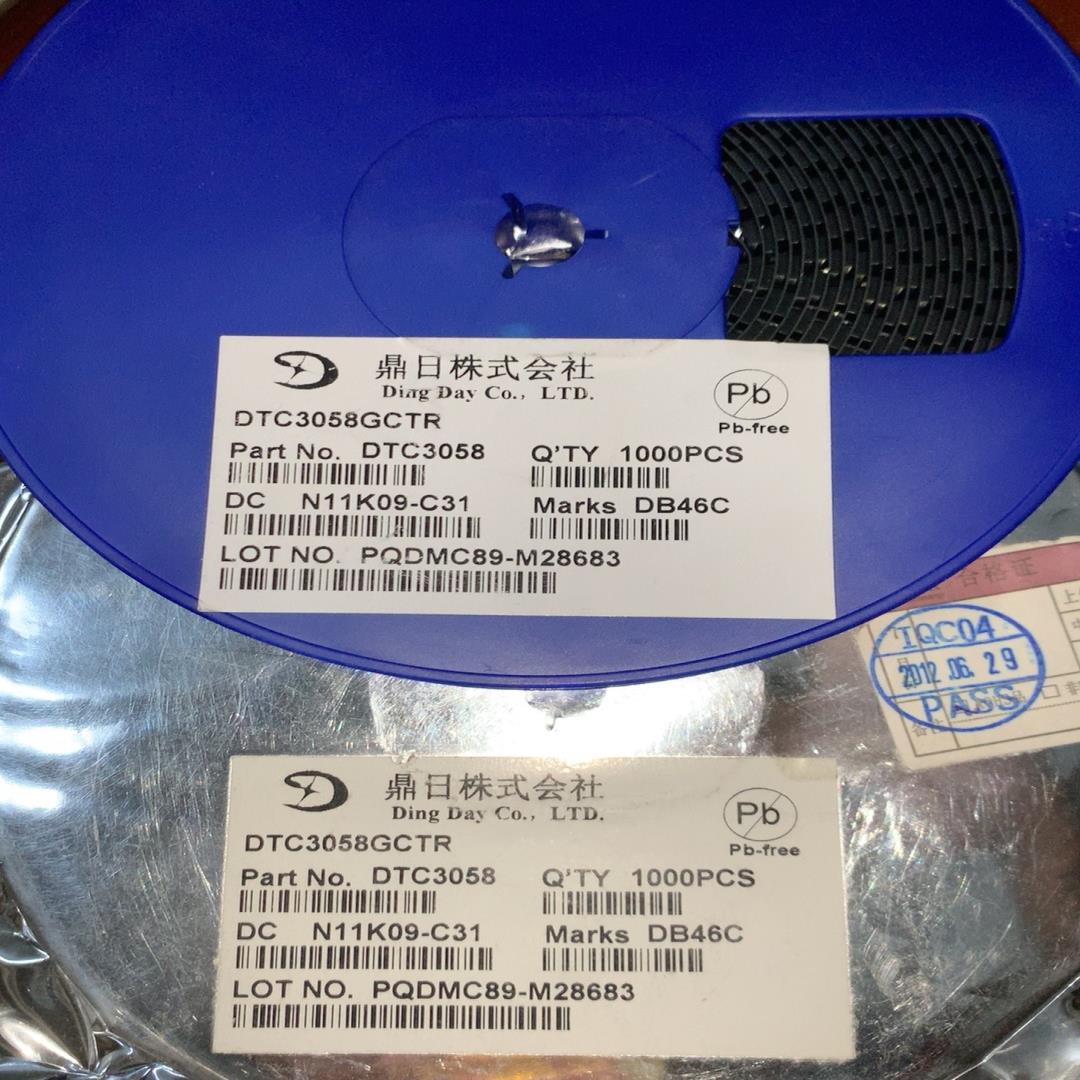 鼎日株式会社
Ding Day Co., LTD.
Pb
Pb-free
DTC3058GCTR
Part No. DTC3058 Q'TY 1000PCS
DC N11K09-C31 Marks DB46C
LOT NO. PQDMC89-M28683
合格证
IQC04
2012.06.29
PASS
鼎日株式会社
Ding Day Co., LTD.
Pb
Pb-free
DTC3058GCTR
Part No. DTC3058 Q'TY 1000PCS
DC N11K09-C31 Marks DB46C
LOT NO. PQDMC89-M28683